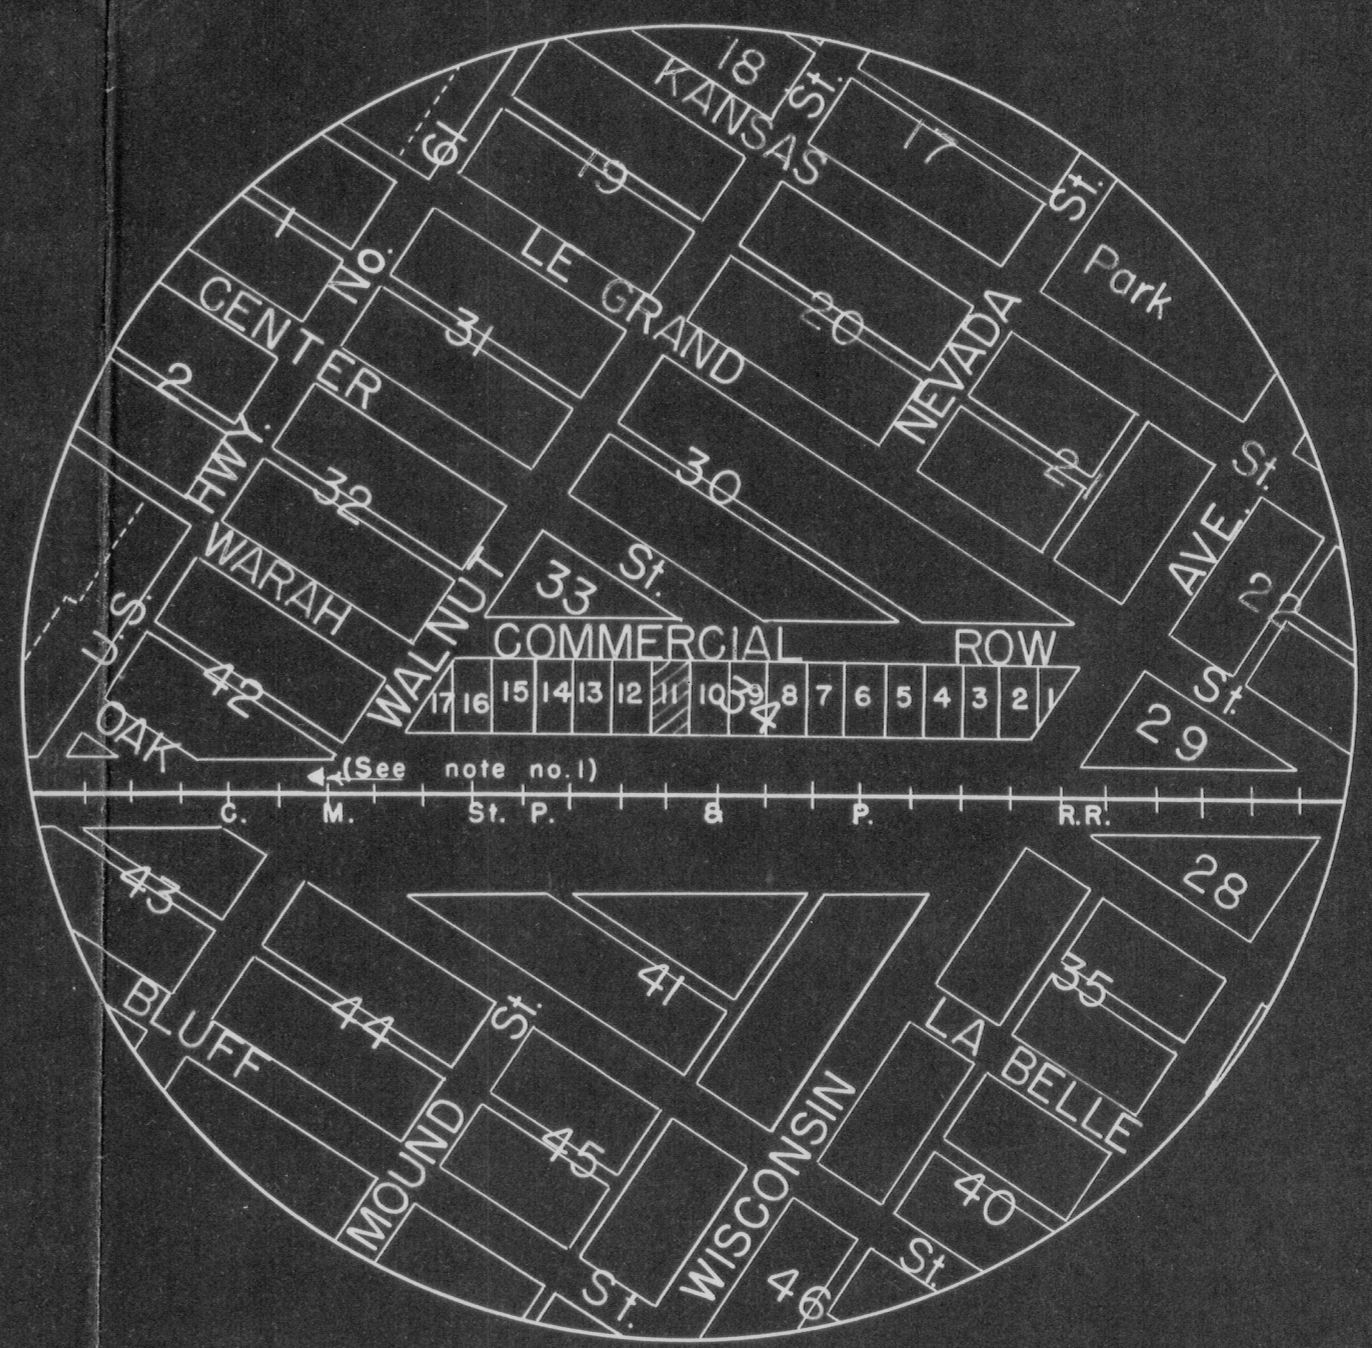 18
KANSAS St.
17
19
61
St.
Park
No.
1
LE GRAND
20
CENTER
31
NEVADA
2
HWY.
32
30
21
St.
AVE.
22
WARAH
WALNUT
33
St.
COMMERCIAL ROW
U.S.
42
17 16 15 14 13 12 11 10 9 8 7 6 5 4 3 2 1
34
St.
29
OAK
(See note no. 1)
C. M. St. P. & P. R.R.
43
28
41
35
44
St.
BLUFF
LA BELLE
45
MOUND
WISCONSIN
40
St.
46
St.